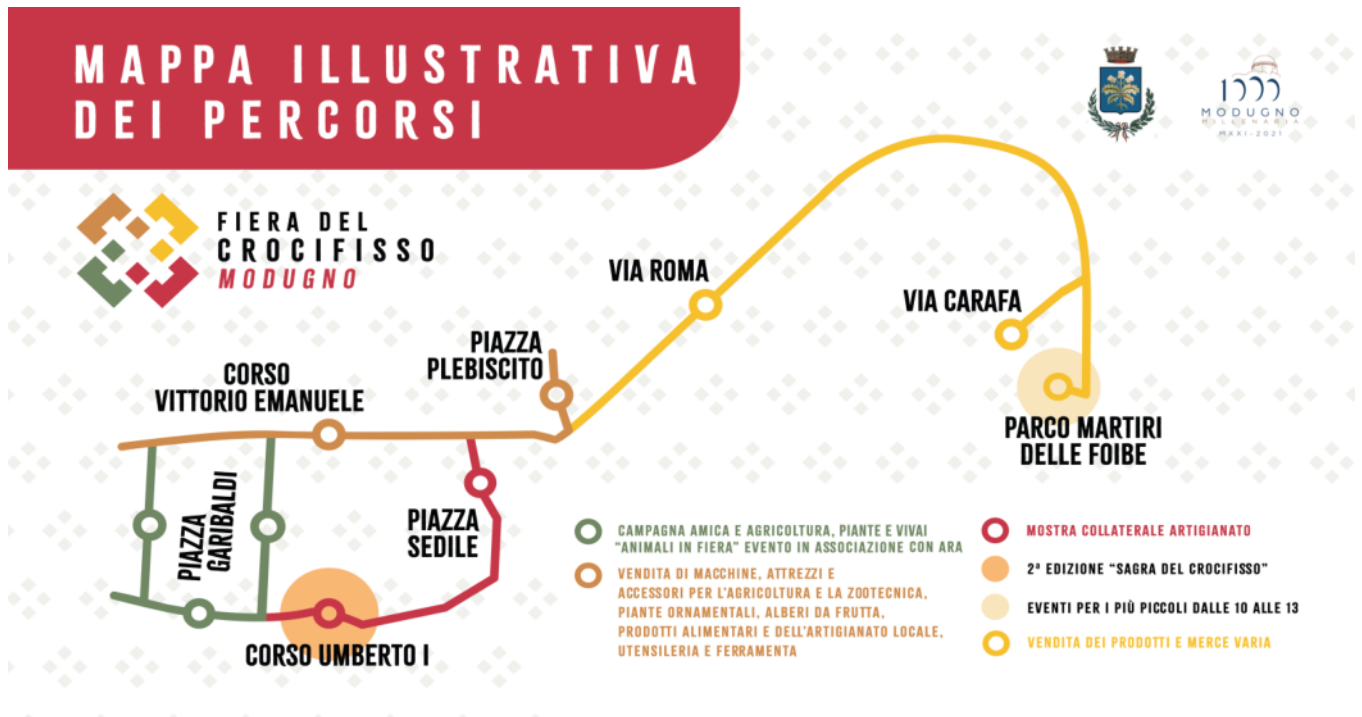 MAPPA ILLUSTRATIVA
DEI PERCORSI
1000
MODUGNO
MILLENARIA
MXXI-2021
FIERA DEL
CROCIFISSO
MODUGNO
VIA ROMA
VIA CARAFA
PIAZZA
PLEBISCITO
CORSO
VITTORIO EMANUELE
PARCO MARTIRI
DELLE FOIBE
PIAZZA
GARIBALDI
PIAZZA
SEDILE
CORSO UMBERTO I
CAMPAGNA AMICA E AGRICOLTURA, PIANTE E VIVAI
"ANIMALI IN FIERA" EVENTO IN ASSOCIAZIONE CON ARA
VENDITA DI MACCHINE, ATTREZZI E
ACCESSORI PER L'AGRICOLTURA E LA ZOOTECNICA,
PIANTE ORNAMENTALI, ALBERI DA FRUTTA,
PRODOTTI ALIMENTARI E DELL'ARTIGIANATO LOCALE,
UTENSILERIA E FERRAMENTA
MOSTRA COLLATERALE ARTIGIANATO
2ª EDIZIONE "SAGRA DEL CROCIFISSO"
EVENTI PER I PIÙ PICCOLI DALLE 10 ALLE 13
VENDITA DEI PRODOTTI E MERCE VARIA